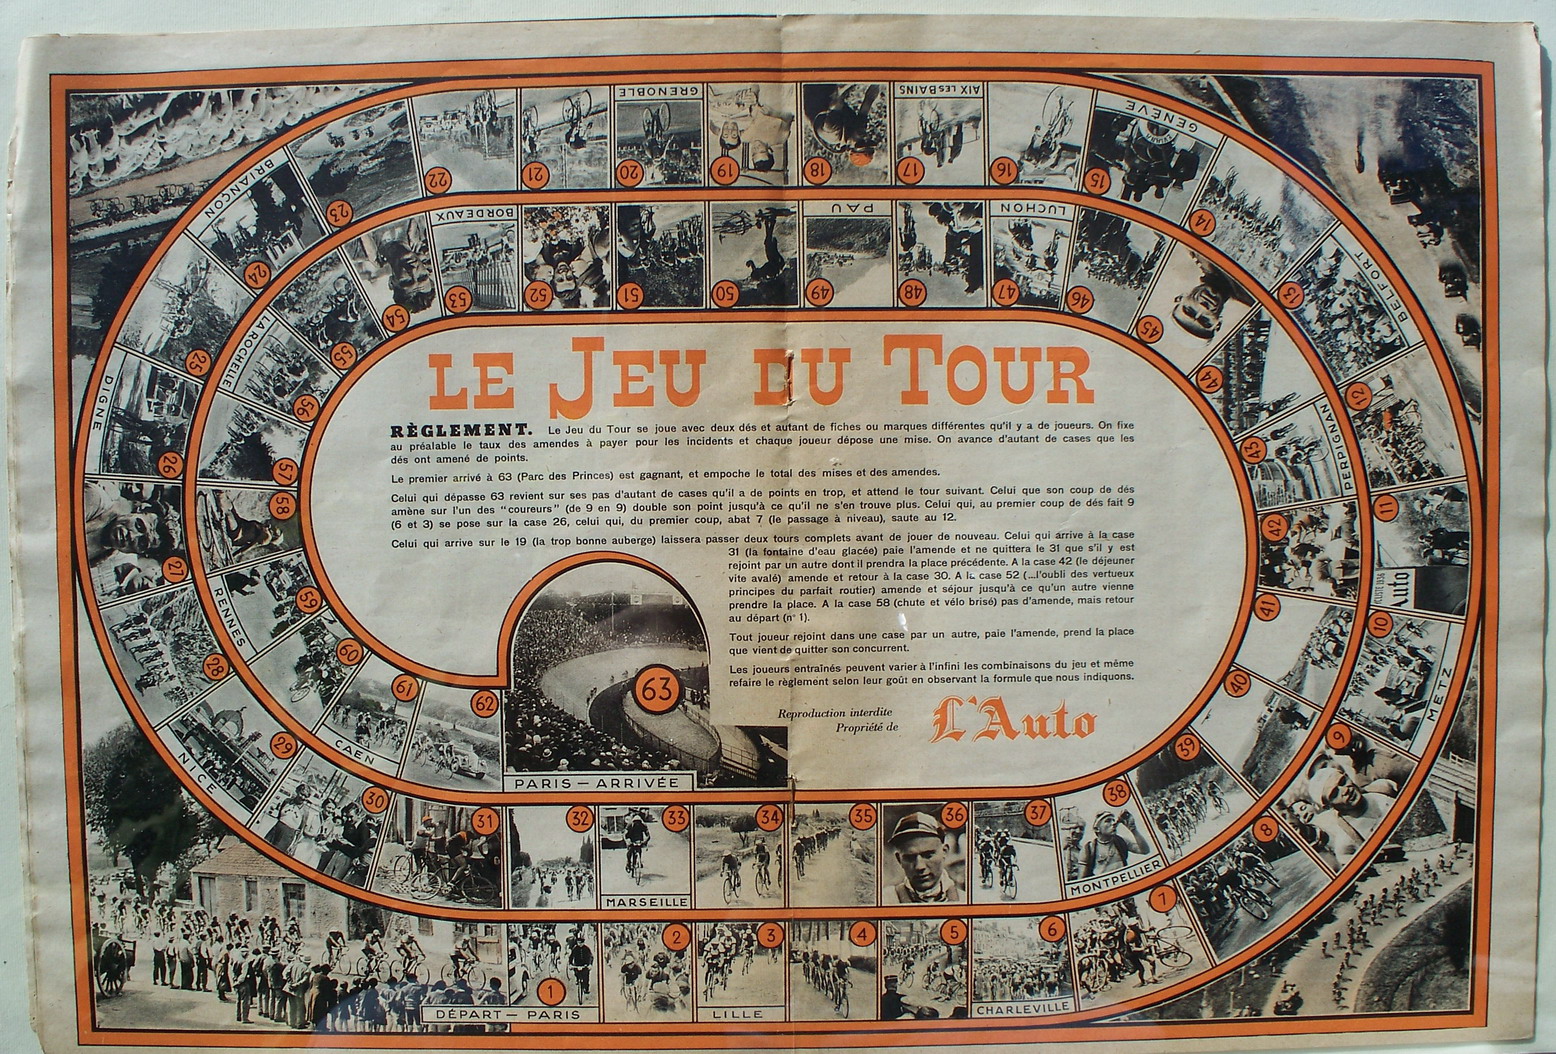 LE JEU DU TOUR
RÈGLEMENT. Le Jeu du Tour se joue avec deux dés et autant de fiches ou marques différentes qu'il y a de joueurs. On fixe
au préalable le taux des amendes à payer pour les incidents et chaque joueur dépose une mise. On avance d'autant de cases que les
dés ont amené de points.
Le premier arrivé à 63 (Parc des Princes) est gagnant, et empoche le total des mises et des amendes.
Celui qui dépasse 63 revient sur ses pas d'autant de cases qu'il a de points en trop, et attend le tour suivant. Celui que son coup de dés
amène sur l'un des "coureurs" (de 9 en 9) double son point jusqu'à ce qu'il ne s'en trouve plus. Celui qui, au premier coup de dés fait 9
(6 et 3) se pose sur la case 26, celui qui, du premier coup, abat 7 (le passage à niveau), saute au 12.
Celui qui arrive sur le 19 (la trop bonne auberge) laissera passer deux tours complets avant de jouer de nouveau. Celui qui arrive à la case
31 (la fontaine d'eau glacée) paie l'amende et ne quittera le 31 que s'il y est
rejoint par un autre dont il prendra la place précédente. A la case 42 (le déjeuner
vite avalé) amende et retour à la case 30. A la case 52 (...l'oubli des vertueux
principes du parfait routier) amende et séjour jusqu'à ce qu'un autre vienne
prendre la place. A la case 58 (chute et vélo brisé) pas d'amende, mais retour
au départ (n° 1).
Tout joueur rejoint dans une case par un autre, paie l'amende, prend la place
que vient de quitter son concurrent.
Les joueurs entraînés peuvent varier à l'infini les combinaisons du jeu et même
refaire le règlement selon leur goût en observant la formule que nous indiquons.
Reproduction interdite
Propriété de
L'Auto
DÉPART — PARIS
1
2
LILLE
3
4
5
CHARLEVILLE
6
7
8
9
METZ
10
Auto
11
12
BELFORT
13
14
GENÈVE
15
16
AIX LES BAINS
17
18
19
GRENOBLE
20
21
22
23
BRIANÇON
24
25
DIGNE
26
27
28
NICE
29
30
31
32
MARSEILLE
33
34
35
36
37
MONTPELLIER
38
39
40
41
42
PERPIGNAN
43
44
45
46
LUCHON
47
48
PAU
49
50
51
52
BORDEAUX
53
54
55
LA ROCHELLE
56
57
58
RENNES
59
60
CAEN
61
62
63
PARIS — ARRIVÉE